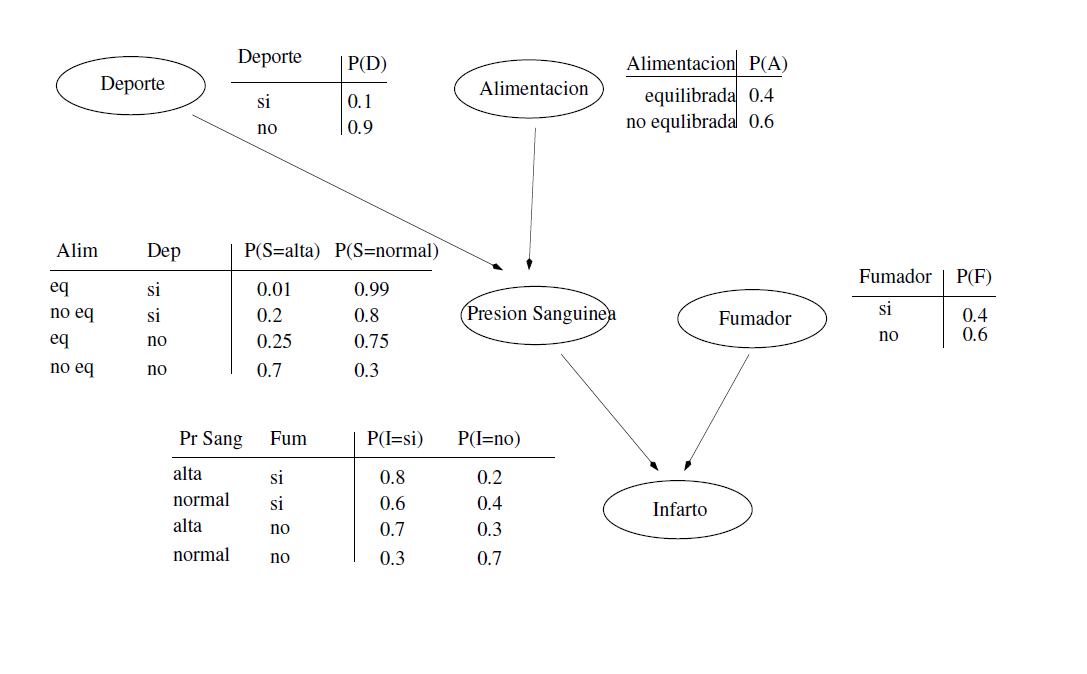 Deporte
Deporte P(D)
si 0.1
no 0.9
Alimentacion
Alimentacion P(A)
equilibrada 0.4
no equlibrada 0.6
Alim Dep P(S=alta) P(S=normal)
eq si 0.01 0.99
no eq si 0.2 0.8
eq no 0.25 0.75
no eq no 0.7 0.3
Presion Sanguinea
Fumador
Fumador P(F)
si 0.4
no 0.6
Pr Sang Fum P(I=si) P(I=no)
alta si 0.8 0.2
normal si 0.6 0.4
alta no 0.7 0.3
normal no 0.3 0.7
Infarto